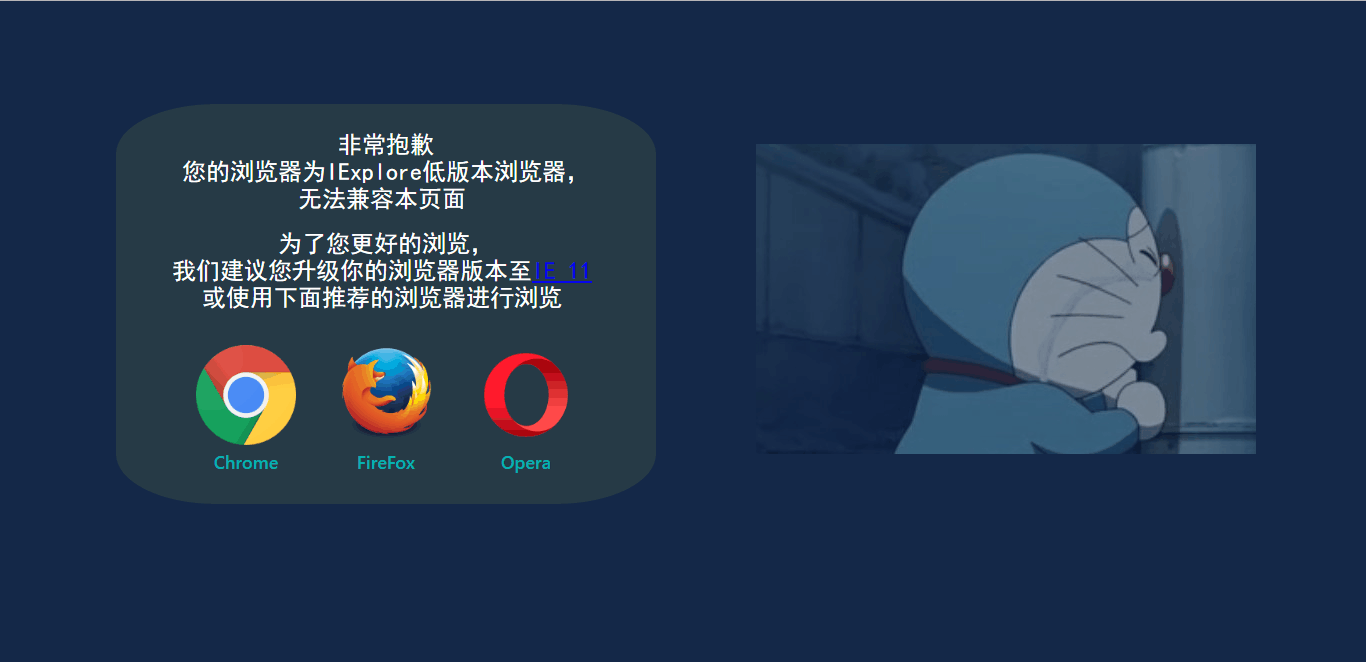 非常抱歉
您的浏览器为IExplore低版本浏览器，
无法兼容本页面
为了您更好的浏览，
我们建议您升级你的浏览器版本至IE 11
或使用下面推荐的浏览器进行浏览
Chrome
FireFox
Opera